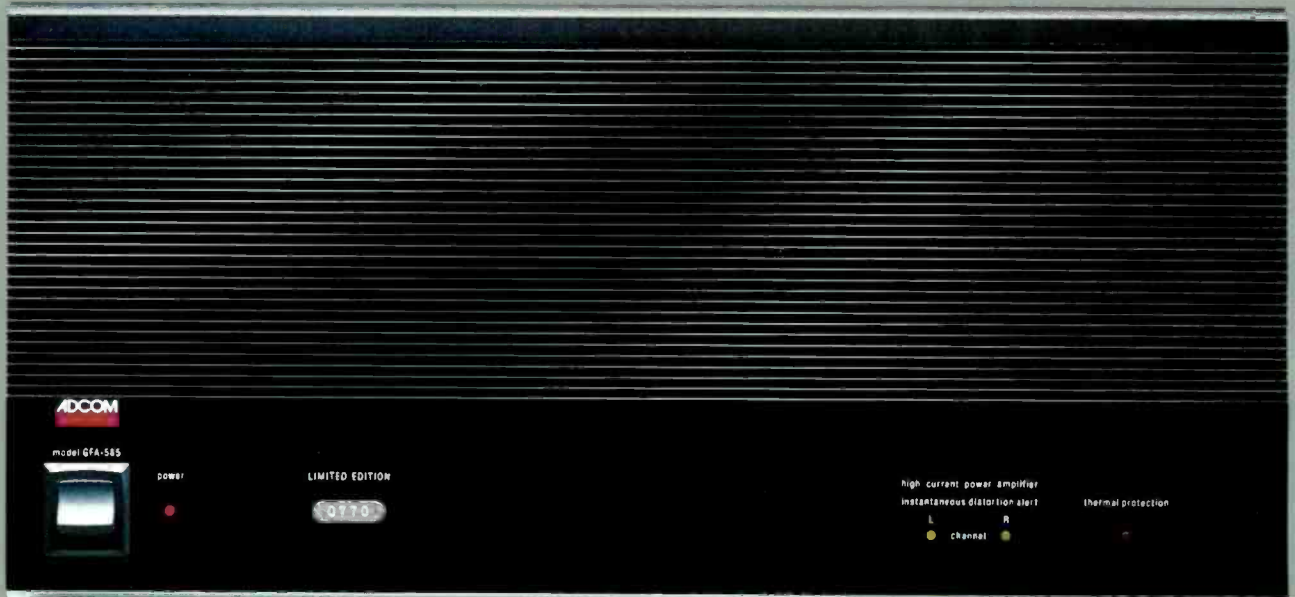 ADCOM
model GFA-585
power
LIMITED EDITION
0770
high current power amplifier
instantaneous distortion alert
L R
channel
thermal protection